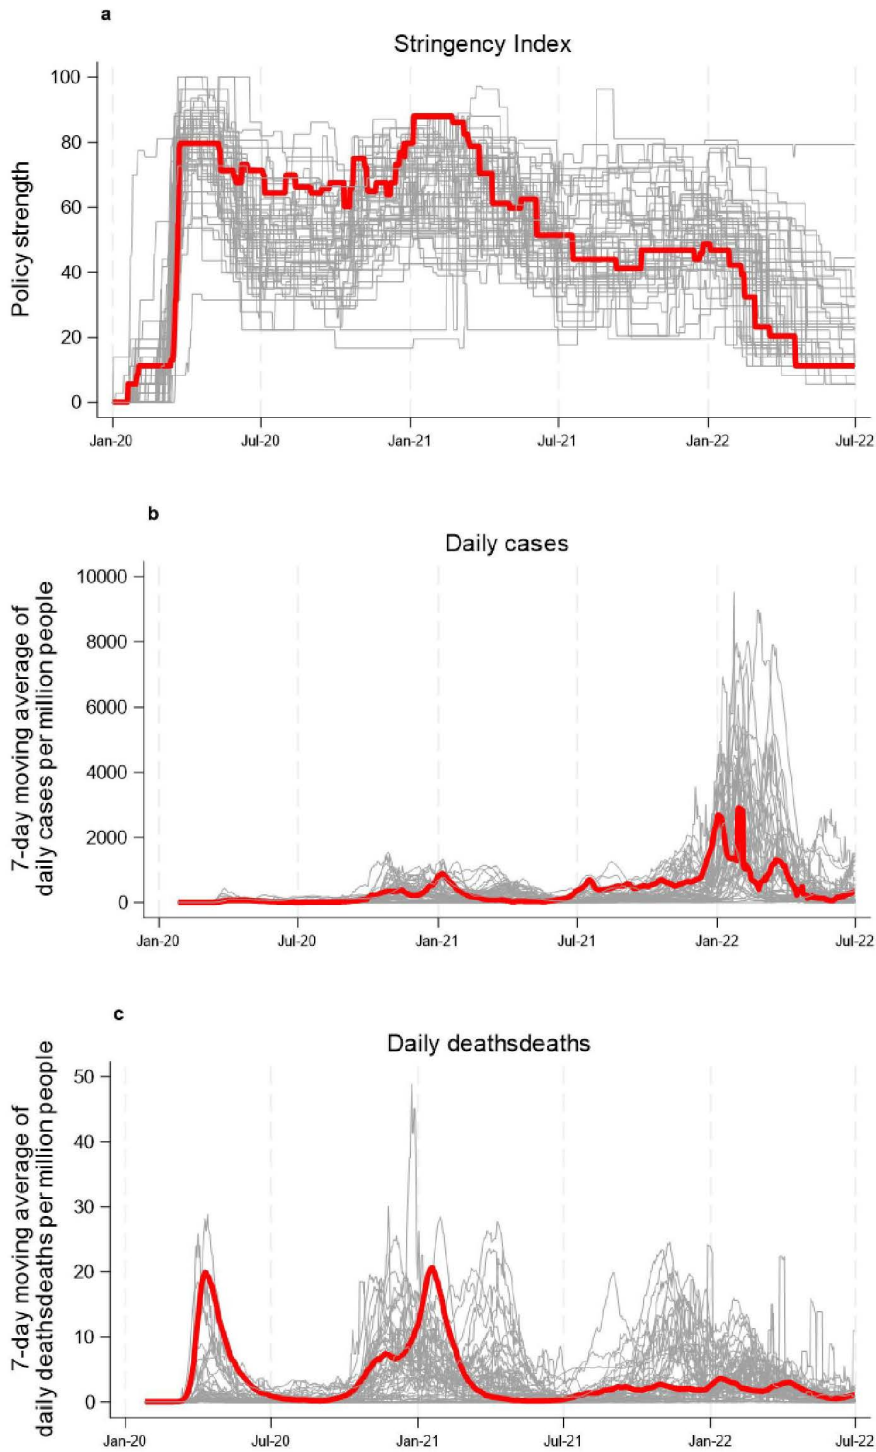 a
Stringency Index
Policy strength
100
80
60
40
20
0
Jan-20 Jul-20 Jan-21 Jul-21 Jan-22 Jul-22
b
Daily cases
7-day moving average of
daily cases per million people
10000
8000
6000
4000
2000
0
Jan-20 Jul-20 Jan-21 Jul-21 Jan-22 Jul-22
c
Daily deathsdeaths
7-day moving average of
daily deathsdeaths per million people
50
40
30
20
10
0
Jan-20 Jul-20 Jan-21 Jul-21 Jan-22 Jul-22